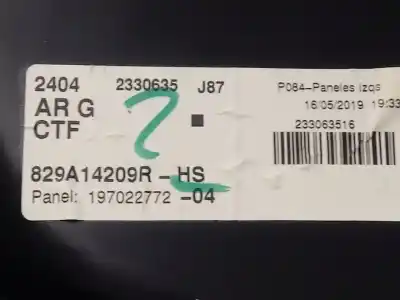 2404 2330635 J87
AR G
CTF
2
829A14209R - HS
Panel: 197022772 -04
P084-Paneles Izqs
16/05/2019 19:33
233063516